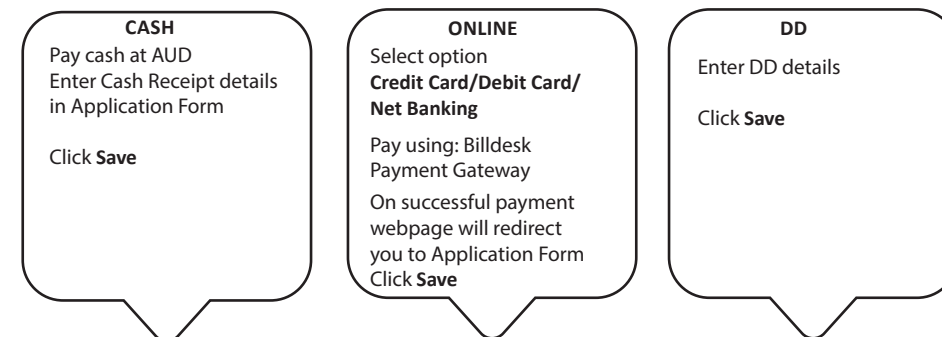 CASH
Pay cash at AUD
Enter Cash Receipt details
in Application Form
Click Save
ONLINE
Select option
Credit Card/Debit Card/
Net Banking
Pay using: Billdesk
Payment Gateway
On successful payment
webpage will redirect
you to Application Form
Click Save
DD
Enter DD details
Click Save